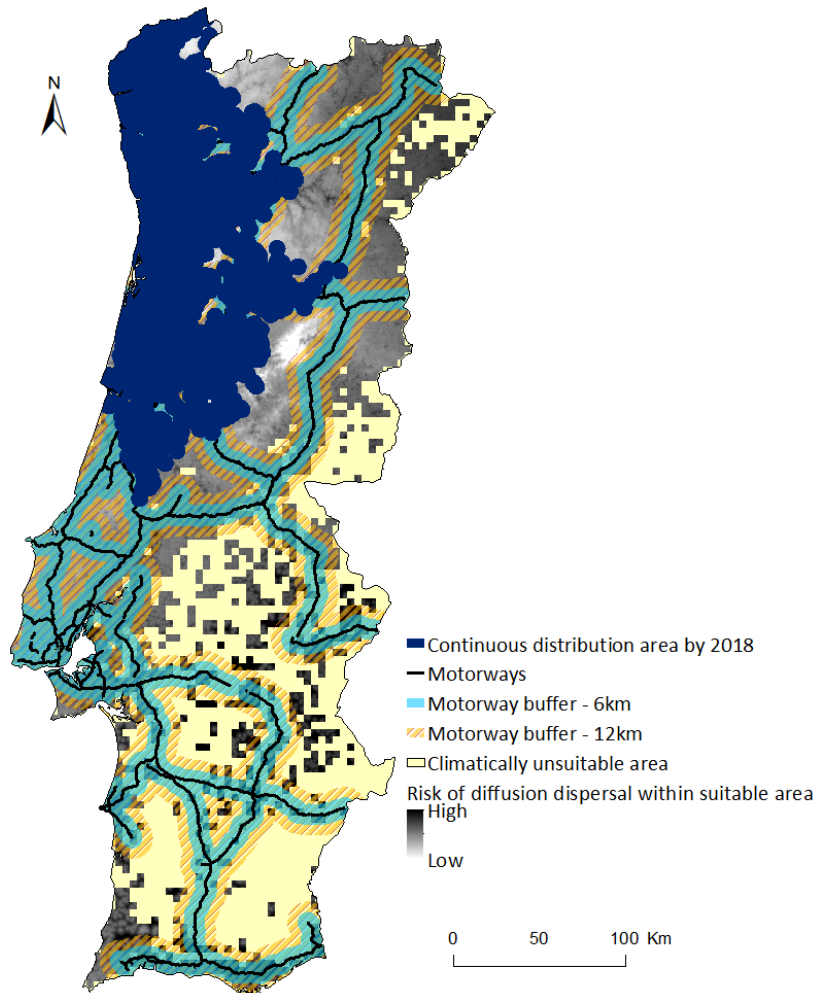 N
Continuous distribution area by 2018
Motorways
Motorway buffer - 6km
Motorway buffer - 12km
Climatically unsuitable area
Risk of diffusion dispersal within suitable area
High
Low
0 50 100 Km